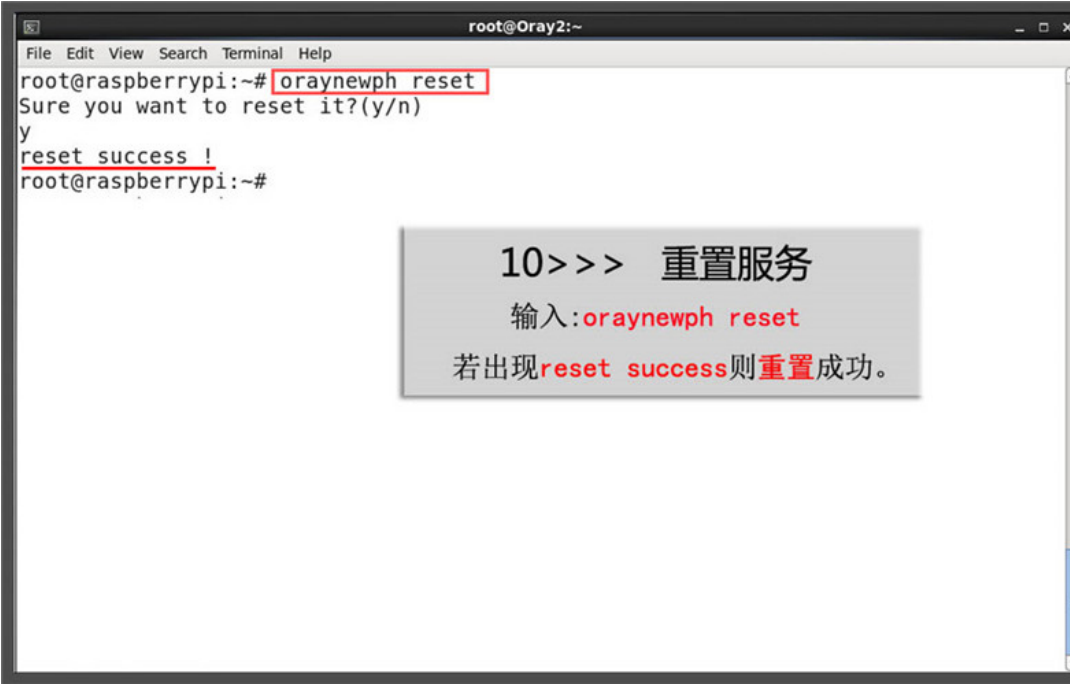 root@Oray2:~
File Edit View Search Terminal Help
root@raspberrypi:~# oraynewph reset
Sure you want to reset it?(y/n)
y
reset success !
root@raspberrypi:~#
10>>> 重置服务
输入:oraynewph reset
若出现reset success则重置成功。